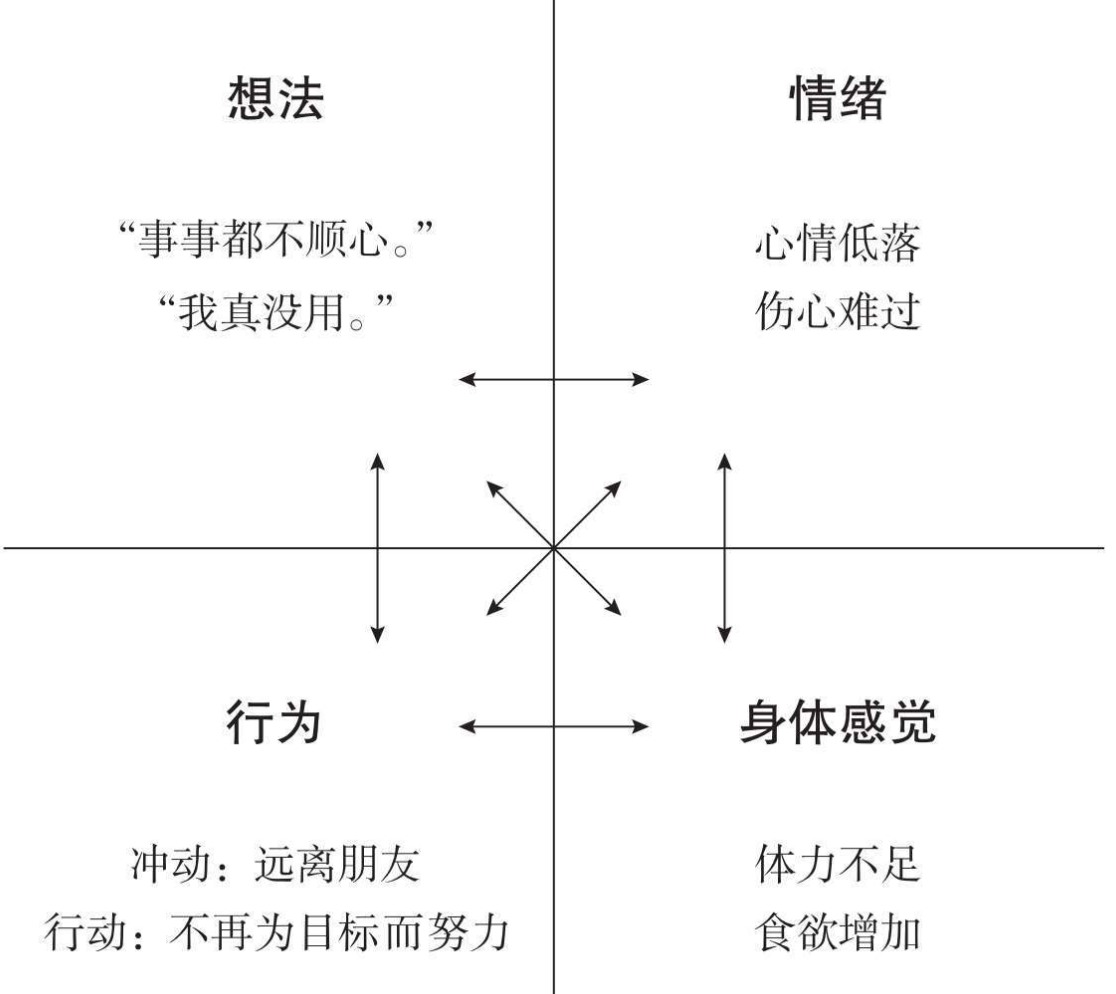 想法
“事事都不顺心。”
“我真没用。”
情绪
心情低落
伤心难过
行为
冲动：远离朋友
行动：不再为目标而努力
身体感觉
体力不足
食欲增加